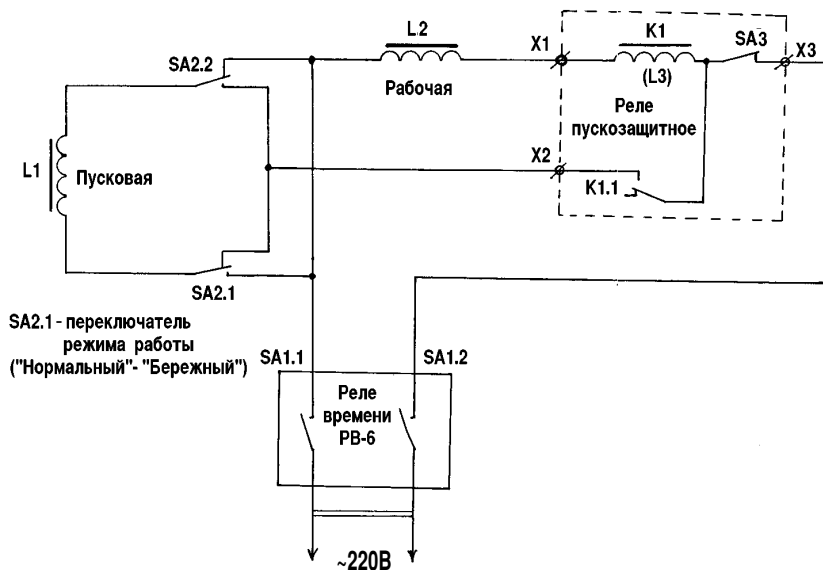 L2
X1
K1
SA3
X3
SA2.2
Рабочая
(L3)
Реле
пускозащитное
X2
L1
Пусковая
K1.1
SA2.1
SA2.1 - переключатель
режима работы
("Нормальный"- "Бережный")
SA1.1
SA1.2
Реле
времени
РВ-6
~220В